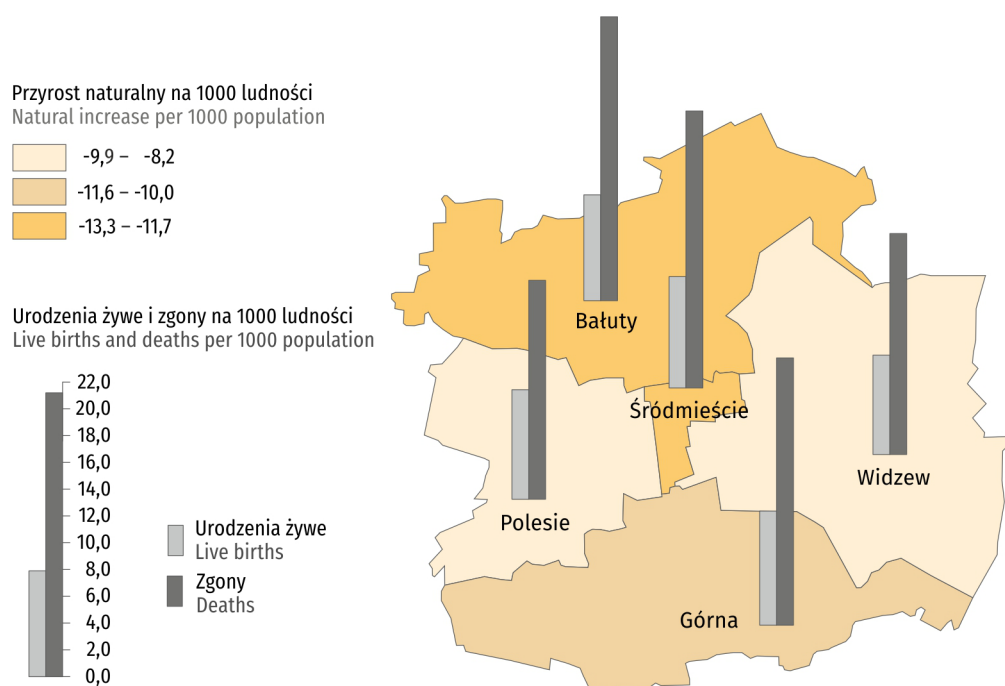 Przyrost naturalny na 1000 ludności
Natural increase per 1000 population
-9,9 – -8,2
-11,6 – -10,0
-13,3 – -11,7
Urodzenia żywe i zgony na 1000 ludności
Live births and deaths per 1000 population
22,0
20,0
18,0
16,0
14,0
12,0
10,0
8,0
6,0
4,0
2,0
0,0
Urodzenia żywe
Live births
Zgony
Deaths
Bałuty
Śródmieście
Widzew
Polesie
Górna